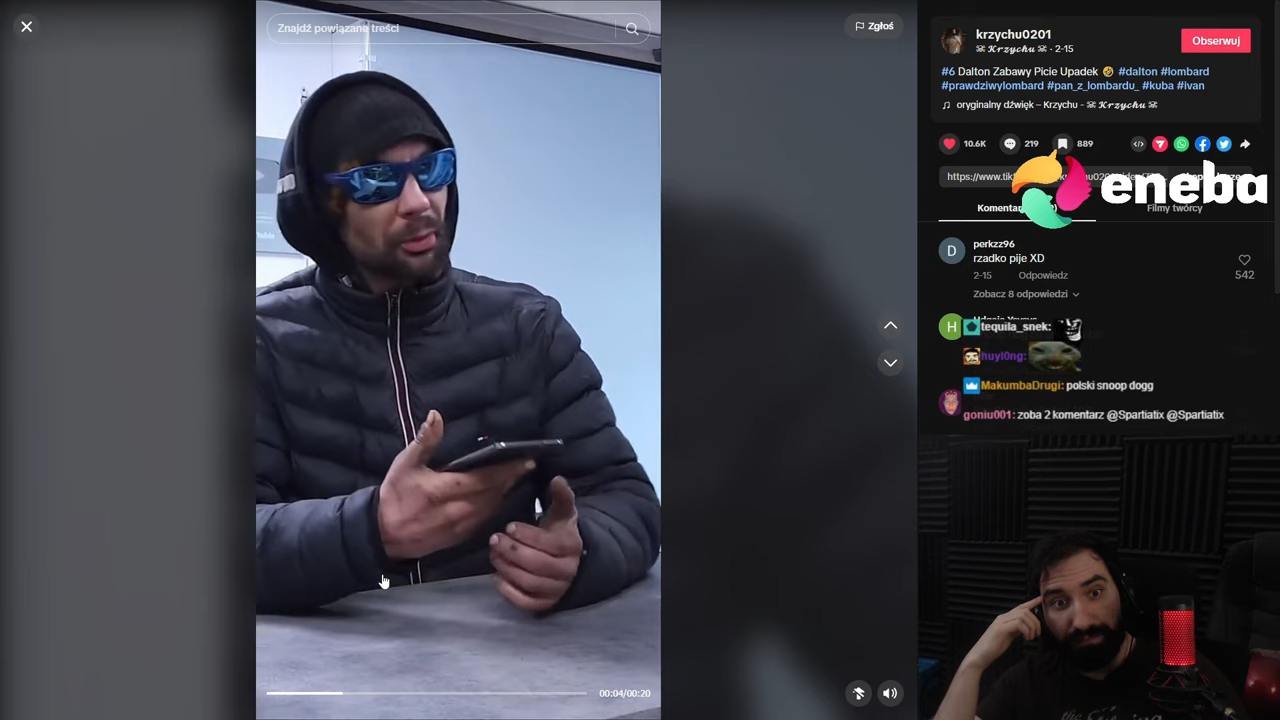 Znajdź powiązane treści
Zgłoś
krzychu0201
☠ 𝓚𝓻𝔃𝔂𝓬𝓱𝓾 ☠ · 2-15
Obserwuj
#6 Dalton Zabawy Picie Upadek 🤣 #dalton #lombard
#prawdziwylombard #pan_z_lombardu_ #kuba #ivan
oryginalny dźwięk – Krzychu - ☠ 𝓚𝓻𝔃𝔂𝓬𝓱𝓾 ☠
10.6K
219
889
https://www.tik
eneba
Filmy twórcy
D
perkzz96
rzadko pije XD
2-15 Odpowiedz
542
Zobacz 8 odpowiedzi
H
tequila_snek:
huyl0ng:
MakumbaDrugi: polski snoop dogg
goniu001: zoba 2 komentarz @Spartiatix @Spartiatix
00:04/00:20